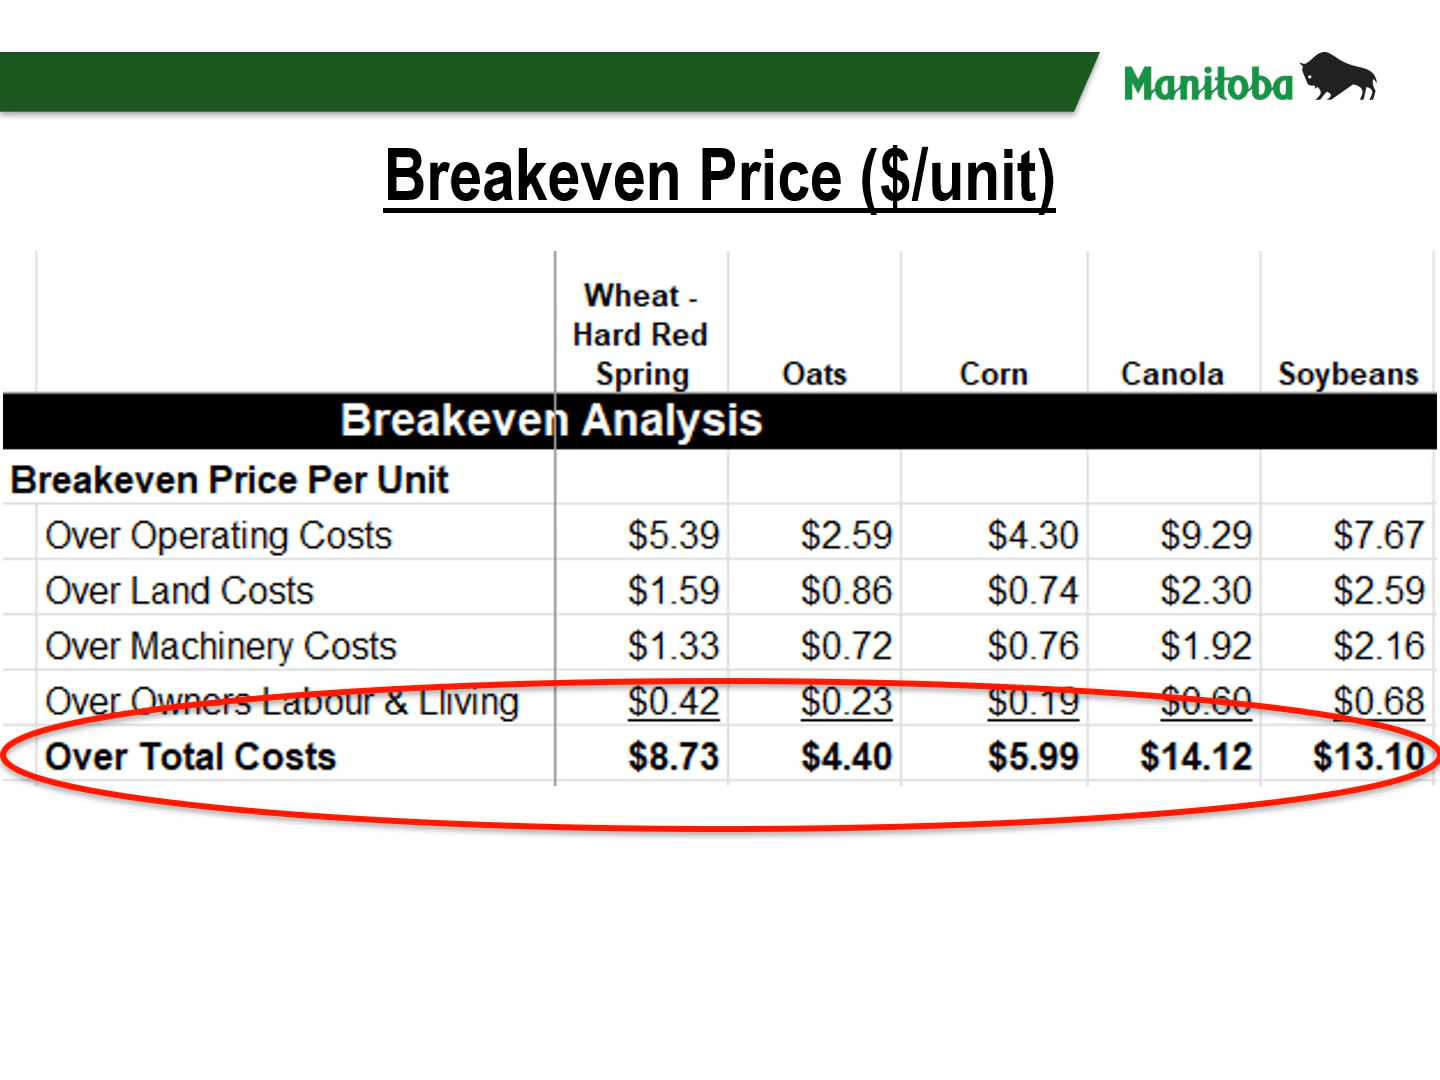 Manitoba
Breakeven Price ($/unit)
Wheat -
Hard Red
Spring Oats Corn Canola Soybeans
Breakeven Analysis
Breakeven Price Per Unit
Over Operating Costs $5.39 $2.59 $4.30 $9.29 $7.67
Over Land Costs $1.59 $0.86 $0.74 $2.30 $2.59
Over Machinery Costs $1.33 $0.72 $0.76 $1.92 $2.16
Over Owners Labour & Lliving $0.42 $0.23 $0.19 $0.60 $0.68
Over Total Costs $8.73 $4.40 $5.99 $14.12 $13.10